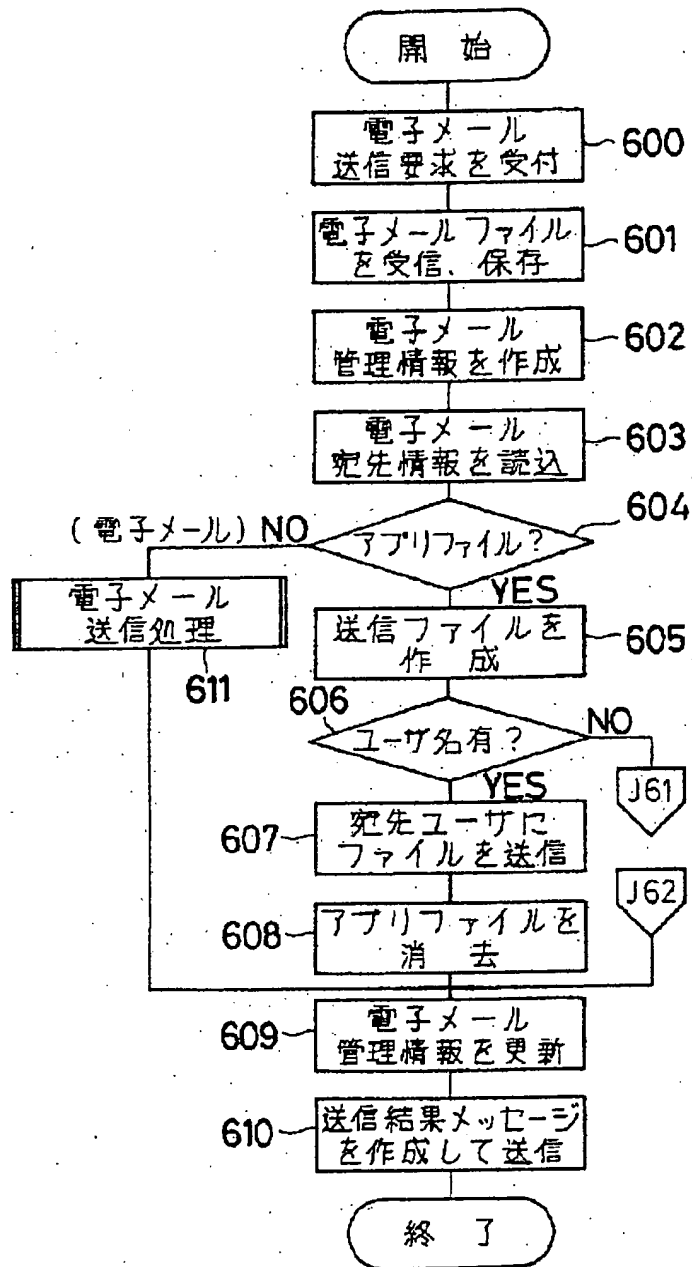 開 始
電子メール
送信要求を受付
600
電子メールファイル
を受信、保存
601
電子メール
管理情報を作成
602
電子メール
宛先情報を読込
603
604
(電子メール) NO
アプリファイル?
YES
電子メール
送信処理
611
送信ファイルを
作 成
605
606
ユーザ名有?
NO
J61
YES
607
宛先ユーザに
ファイルを送信
J62
608
アプリファイルを
消 去
609
電子メール
管理情報を更新
610
送信結果メッセージ
を作成して送信
終 了